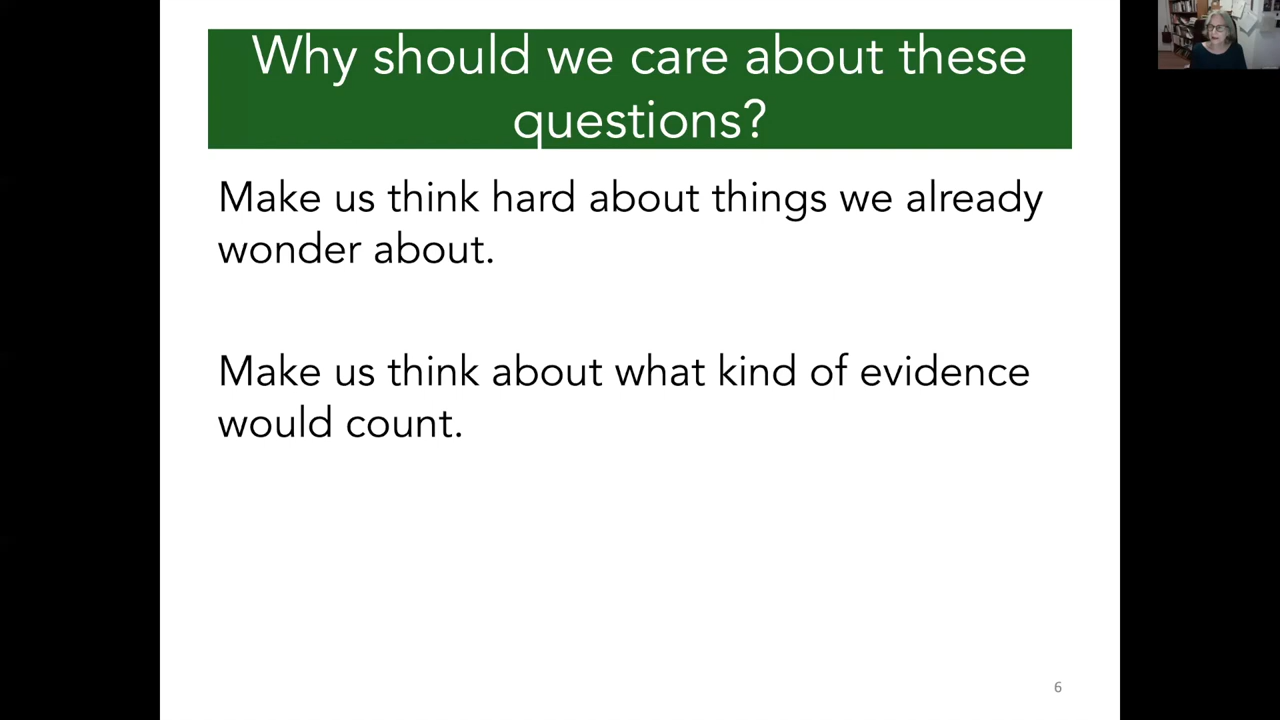 Why should we care about these
questions?
Make us think hard about things we already
wonder about.
Make us think about what kind of evidence
would count.
6